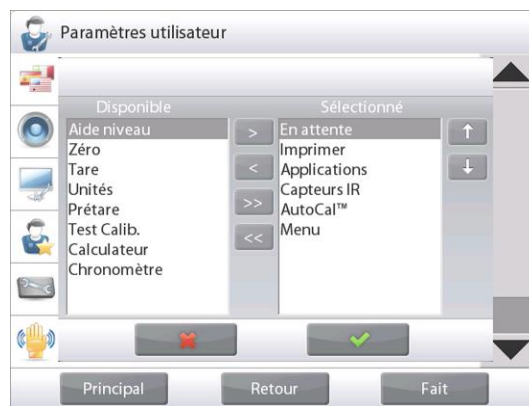 Paramètres utilisateur
Disponible
Sélectionné
Aide niveau
Zéro
Tare
Unités
Prétare
Test Calib.
Calculateur
Chronomètre
>
<
>>
<<
En attente
Imprimer
Applications
Capteurs IR
AutoCal™
Menu
Principal
Retour
Fait